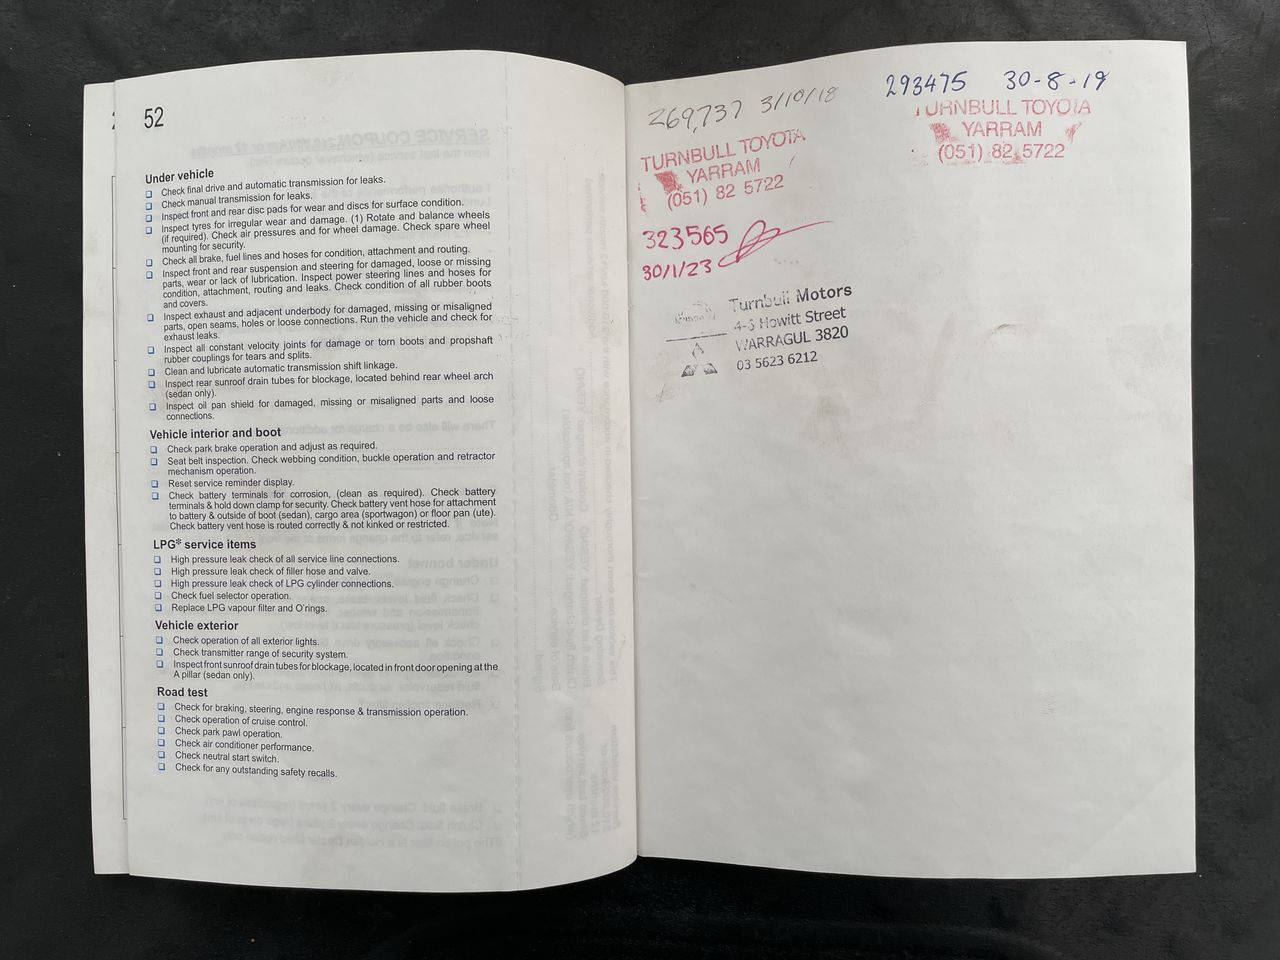 52
Under vehicle
❏ Check final drive and automatic transmission for leaks.
❏ Check manual transmission for leaks.
❏ Inspect front and rear disc pads for wear and discs for surface condition.
❏ Inspect tyres for irregular wear and damage. (1) Rotate and balance wheels
(if required). Check air pressures and for wheel damage. Check spare wheel
mounting for security.
❏ Check all brake, fuel lines and hoses for condition, attachment and routing.
❏ Inspect front and rear suspension and steering for damaged, loose or missing
parts, wear or lack of lubrication. Inspect power steering lines and hoses for
condition, attachment, routing and leaks. Check condition of all rubber boots
and covers.
❏ Inspect exhaust and adjacent underbody for damaged, missing or misaligned
parts, open seams, holes or loose connections. Run the vehicle and check for
exhaust leaks.
❏ Inspect all constant velocity joints for damage or torn boots and propshaft
rubber couplings for tears and splits.
❏ Clean and lubricate automatic transmission shift linkage.
❏ Inspect rear sunroof drain tubes for blockage, located behind rear wheel arch
(sedan only).
❏ Inspect oil pan shield for damaged, missing or misaligned parts and loose
connections.
Vehicle interior and boot
❏ Check park brake operation and adjust as required.
❏ Seat belt inspection. Check webbing condition, buckle operation and retractor
mechanism operation.
❏ Reset service reminder display.
❏ Check battery terminals for corrosion, (clean as required). Check battery
terminals & hold down clamp for security. Check battery vent hose for attachment
to battery & outside of boot (sedan), cargo area (sportwagon) or floor pan (ute).
Check battery vent hose is routed correctly & not kinked or restricted.
LPG* service items
❏ High pressure leak check of all service line connections.
❏ High pressure leak check of filler hose and valve.
❏ High pressure leak check of LPG cylinder connections.
❏ Check fuel selector operation.
❏ Replace LPG vapour filter and O'rings.
Vehicle exterior
❏ Check operation of all exterior lights.
❏ Check transmitter range of security system.
❏ Inspect front sunroof drain tubes for blockage, located in front door opening at the
A pillar (sedan only).
Road test
❏ Check for braking, steering, engine response & transmission operation.
❏ Check operation of cruise control.
❏ Check park pawl operation.
❏ Check air conditioner performance.
❏ Check neutral start switch.
❏ Check for any outstanding safety recalls.
269,737 3/10/18
TURNBULL TOYOTA
YARRAM
(051) 82 5722
293475 30-8-19
TURNBULL TOYOTA
YARRAM
(051) 82 5722
323565
30/1/23
Turnbull Motors
4-6 Howitt Street
WARRAGUL 3820
03 5623 6212